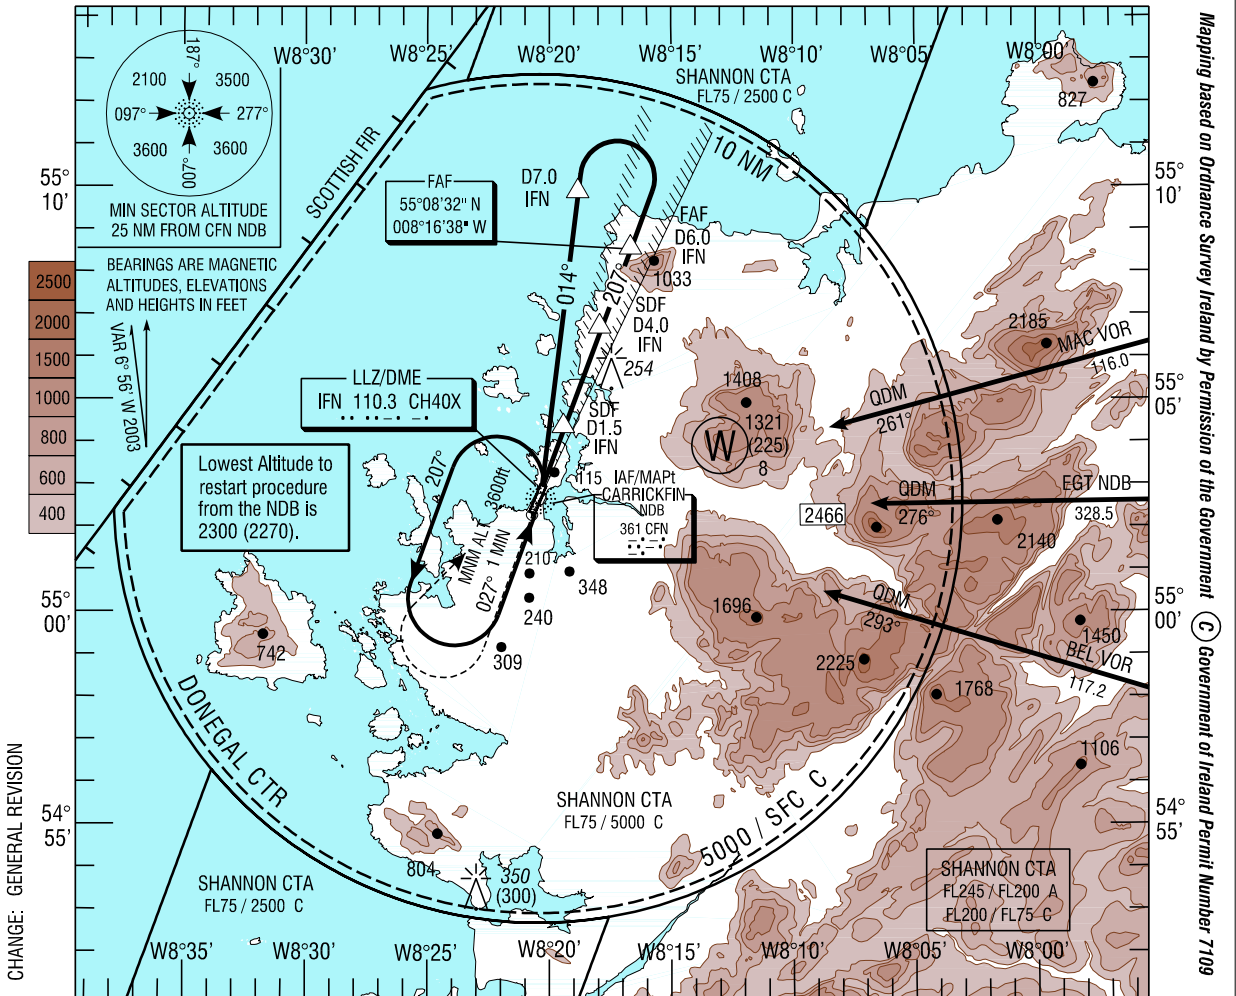 W8°30' W8°25' W8°20' W8°15' W8°10' W8°05' W8°00'
187°
2100 3500
097° 277°
3600 3600
007°
MIN SECTOR ALTITUDE
25 NM FROM CFN NDB
BEARINGS ARE MAGNETIC
ALTITUDES, ELEVATIONS
AND HEIGHTS IN FEET
VAR 6° 56' W 2003
SCOTTISH FIR
SHANNON CTA
FL75 / 2500 C
10 NM
827
55°
10'
55°
10'
FAF
55°08'32" N
008°16'38" W
D7.0
IFN
FAF
D6.0
IFN
1033
014°
207°
SDF
D4.0
IFN
254
2500
2000
1500
1000
800
600
400
LLZ/DME
IFN 110.3 CH40X
SDF
D1.5
IFN
1408
1321
(225)
8
W
2185
MAC VOR
116.0
QDM
261°
55°
05'
Lowest Altitude to
restart procedure
from the NDB is
2300 (2270).
207°
3600ft
MNM ALT
1 MIN
027°
115
IAF/MAPt
CARRICKFIN
NDB
361 CFN
2466
QDM
276°
EGT NDB
328.5
2140
210
348
240
309
55°
00'
55°
00'
742
1696
2225
QDM
293°
1450
BEL VOR
117.2
1768
1106
DONEGAL CTR
SHANNON CTA
FL75 / 5000 C
5000 / SFC C
54°
55'
54°
55'
804
350
(300)
SHANNON CTA
FL75 / 2500 C
SHANNON CTA
FL245 / FL200 A
FL200 / FL75 C
W8°35' W8°30' W8°25' W8°20' W8°15' W8°10' W8°05' W8°00'
CHANGE: GENERAL REVISION
Mapping based on Ordnance Survey Ireland by Permission of the Government © Government of Ireland Permit Number 7109